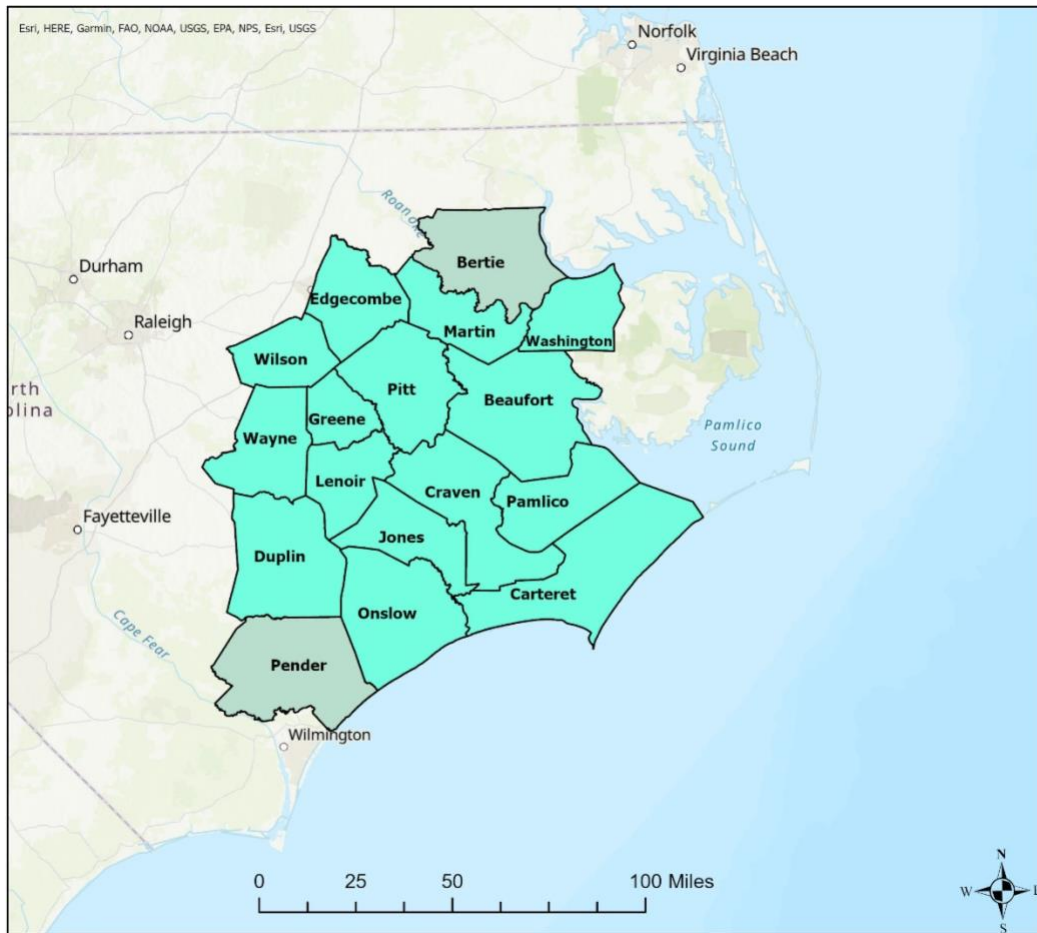 Esri, HERE, Garmin, FAO, NOAA, USGS, EPA, NPS, Esri, USGS
Norfolk
Virginia Beach
Roanoke
Durham
Raleigh
rth
olina
Fayetteville
Cape Fear
Wilmington
Pamlico
Sound
Bertie
Edgecombe
Martin
Washington
Wilson
Pitt
Beaufort
Greene
Wayne
Lenoir
Craven
Pamlico
Jones
Duplin
Carteret
Onslow
Pender
0 25 50 100 Miles
N
W
E
S